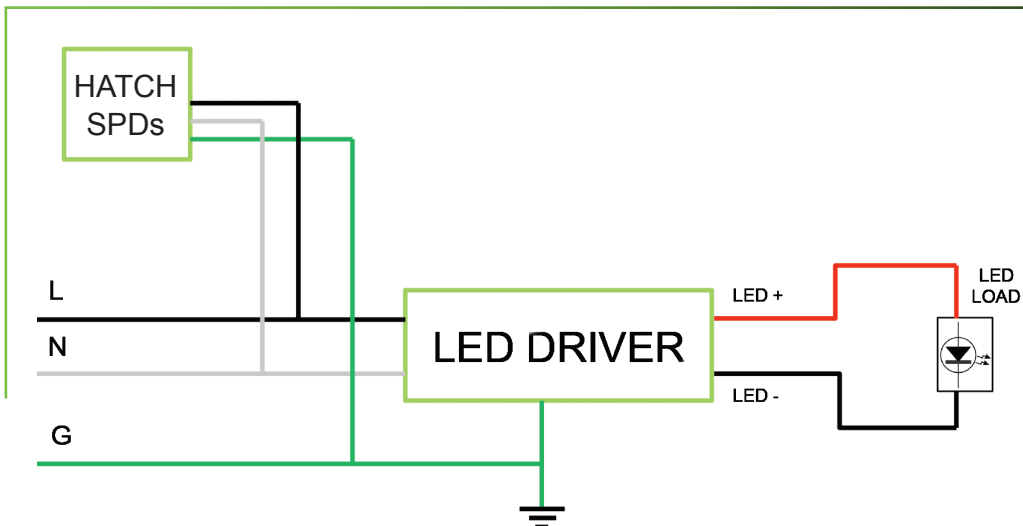 HATCH
SPDs
L
N
G
LED DRIVER
LED +
LED -
LED
LOAD